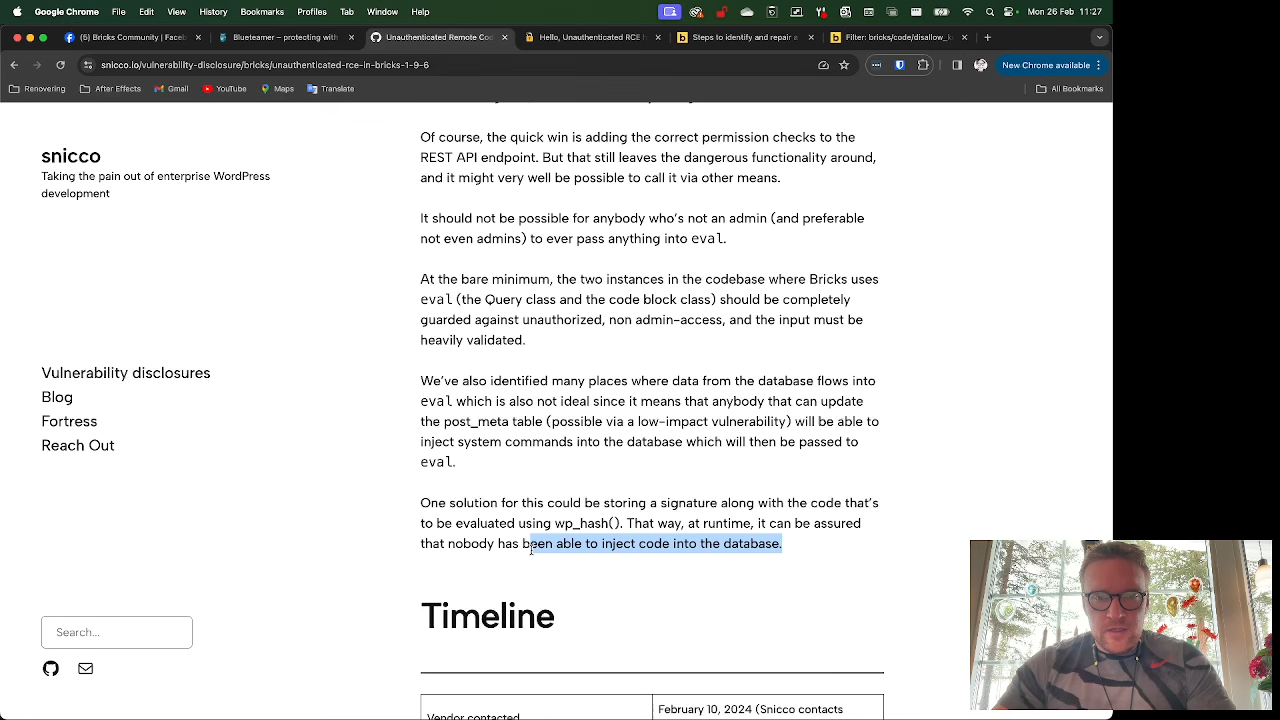 Google Chrome File Edit View History Bookmarks Profiles Tab Window Help Mon 26 Feb 11:27
(5) Bricks Community | Faceb
Blueteamer – protecting with
Unauthenticated Remote Cod
Hello, Unauthenticated RCE
Steps to identify and repair a
Filter: bricks/code/disallow_k
snicco.io/vulnerability-disclosure/bricks/unauthenticated-rce-in-bricks-1-9-6
New Chrome available
Renovering After Effects Gmail YouTube Maps Translate All Bookmarks
snicco
Taking the pain out of enterprise WordPress
development
Vulnerability disclosures
Blog
Fortress
Reach Out
Search...
Of course, the quick win is adding the correct permission checks to the
REST API endpoint. But that still leaves the dangerous functionality around,
and it might very well be possible to call it via other means.
It should not be possible for anybody who's not an admin (and preferable
not even admins) to ever pass anything into eval.
At the bare minimum, the two instances in the codebase where Bricks uses
eval (the Query class and the code block class) should be completely
guarded against unauthorized, non admin-access, and the input must be
heavily validated.
We've also identified many places where data from the database flows into
eval which is also not ideal since it means that anybody that can update
the post_meta table (possible via a low-impact vulnerability) will be able to
inject system commands into the database which will then be passed to
eval.
One solution for this could be storing a signature along with the code that's
to be evaluated using wp_hash(). That way, at runtime, it can be assured
that nobody has been able to inject code into the database.
Timeline
Vendor contacted
February 10, 2024 (Snicco contacts